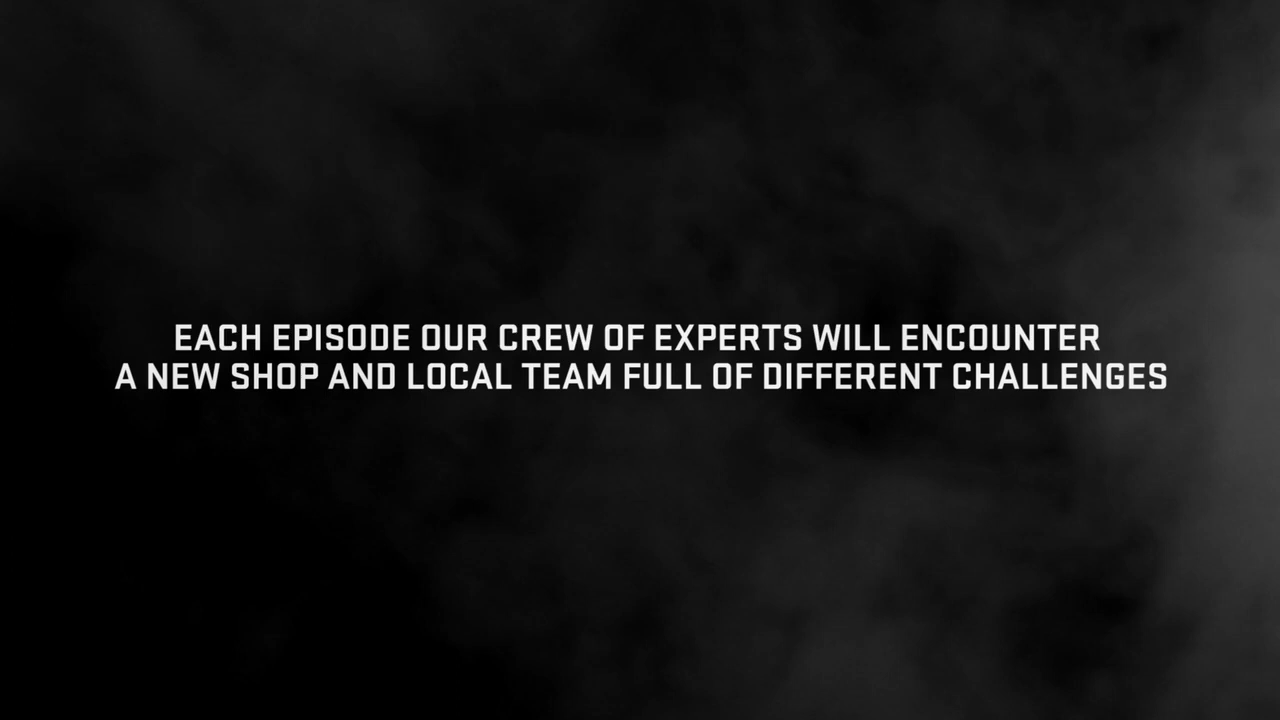 EACH EPISODE OUR CREW OF EXPERTS WILL ENCOUNTER
A NEW SHOP AND LOCAL TEAM FULL OF DIFFERENT CHALLENGES